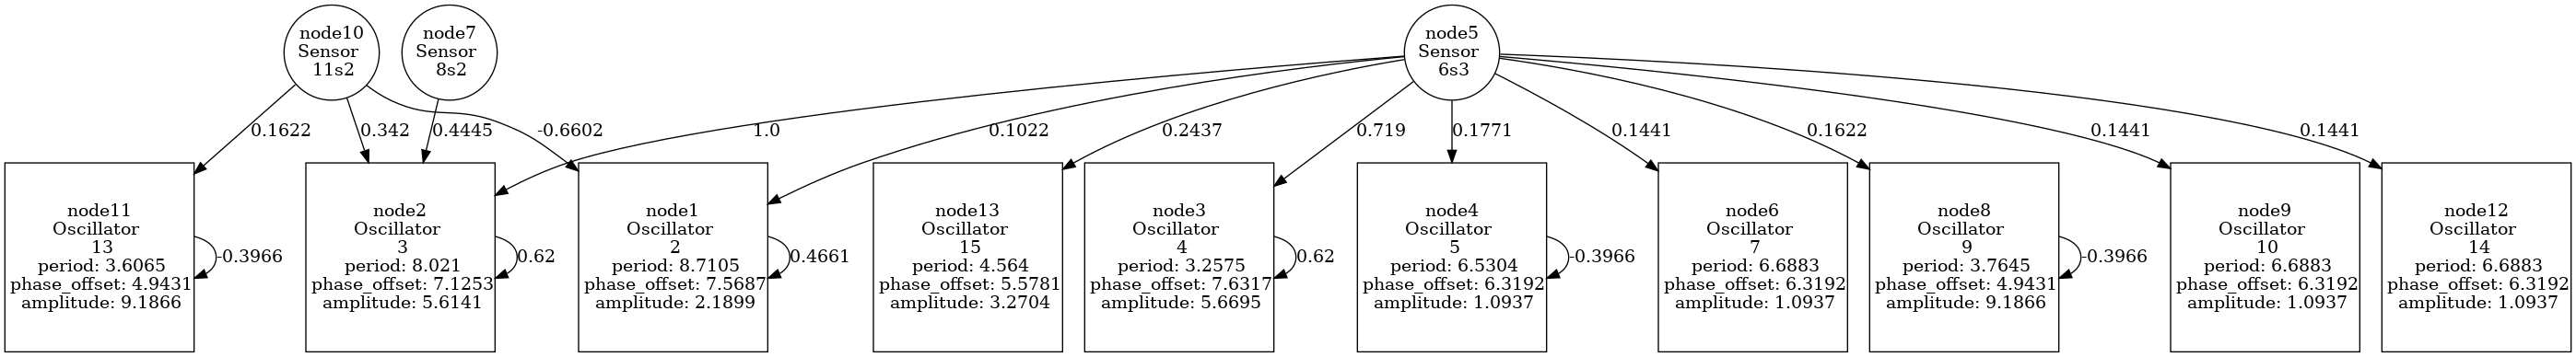 node10
Sensor
11s2
node7
Sensor
8s2
node5
Sensor
6s3
0.1622
0.342
0.4445
-0.6602
1.0
0.1022
0.2437
0.719
0.1771
0.1441
0.1622
0.1441
0.1441
node11
Oscillator
13
period: 3.6065
phase_offset: 4.9431
amplitude: 9.1866
-0.3966
node2
Oscillator
3
period: 8.021
phase_offset: 7.1253
amplitude: 5.6141
0.62
node1
Oscillator
2
period: 8.7105
phase_offset: 7.5687
amplitude: 2.1899
0.4661
node13
Oscillator
15
period: 4.564
phase_offset: 5.5781
amplitude: 3.2704
node3
Oscillator
4
period: 3.2575
phase_offset: 7.6317
amplitude: 5.6695
0.62
node4
Oscillator
5
period: 6.5304
phase_offset: 6.3192
amplitude: 1.0937
-0.3966
node6
Oscillator
7
period: 6.6883
phase_offset: 6.3192
amplitude: 1.0937
node8
Oscillator
9
period: 3.7645
phase_offset: 4.9431
amplitude: 9.1866
-0.3966
node9
Oscillator
10
period: 6.6883
phase_offset: 6.3192
amplitude: 1.0937
node12
Oscillator
14
period: 6.6883
phase_offset: 6.3192
amplitude: 1.0937